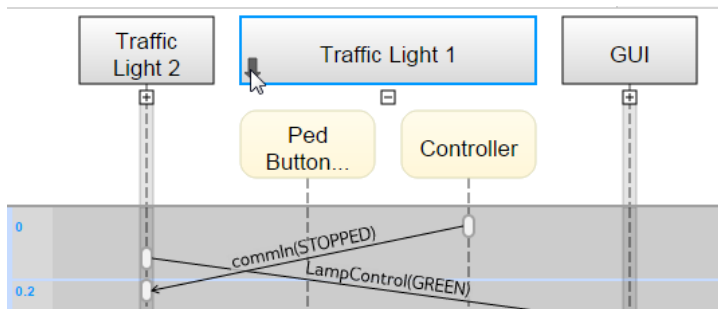 Traffic
Light 2
Traffic Light 1
GUI
Ped
Button...
Controller
0
commIn(STOPPED)
LampControl(GREEN)
0.2